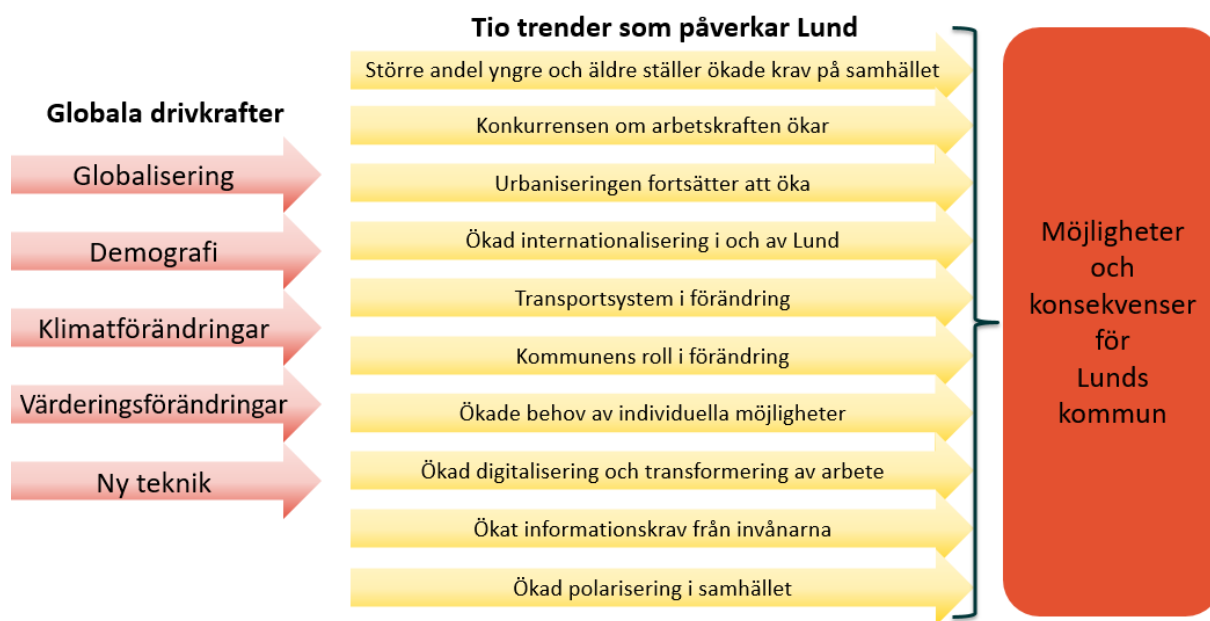 Globala drivkrafter
Globalisering
Demografi
Klimatförändringar
Värderingsförändringar
Ny teknik
Tio trender som påverkar Lund
Större andel yngre och äldre ställer ökade krav på samhället
Konkurrensen om arbetskraften ökar
Urbaniseringen fortsätter att öka
Ökad internationalisering i och av Lund
Transportsystem i förändring
Kommunens roll i förändring
Ökade behov av individuella möjligheter
Ökad digitalisering och transformering av arbete
Ökat informationskrav från invånarna
Ökad polarisering i samhället
Möjligheter
och
konsekvenser
för
Lunds
kommun